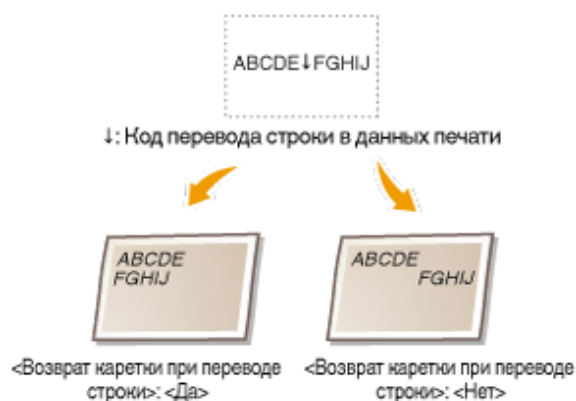 ABCDE↓FGHIJ
↓: Код перевода строки в данных печати
ABCDE
FGHIJ
<Возврат каретки при переводе
строки>: <Да>
ABCDE
FGHIJ
<Возврат каретки при переводе
строки>: <Нет>